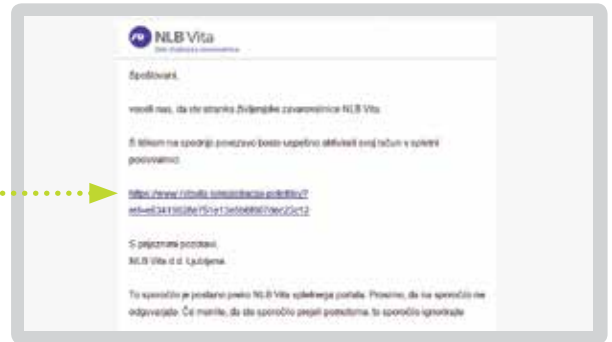 NLB Vita
Spoštovani,
veseli nas, da ste stranka Življenjske zavarovalnice NLB Vita.
S klikom na spodnjo povezavo boste uspešno aktivirali svoj račun v spletni
poslovalnici.
S prijaznimi pozdravi,
NLB Vita d.d. Ljubljana
To sporočilo je poslano preko NLB Vita spletnega portala. Prosimo, da na sporočilo ne
odgovarjate. Če menite, da ste sporočilo prejeli pomotoma, to sporočilo ignorirajte